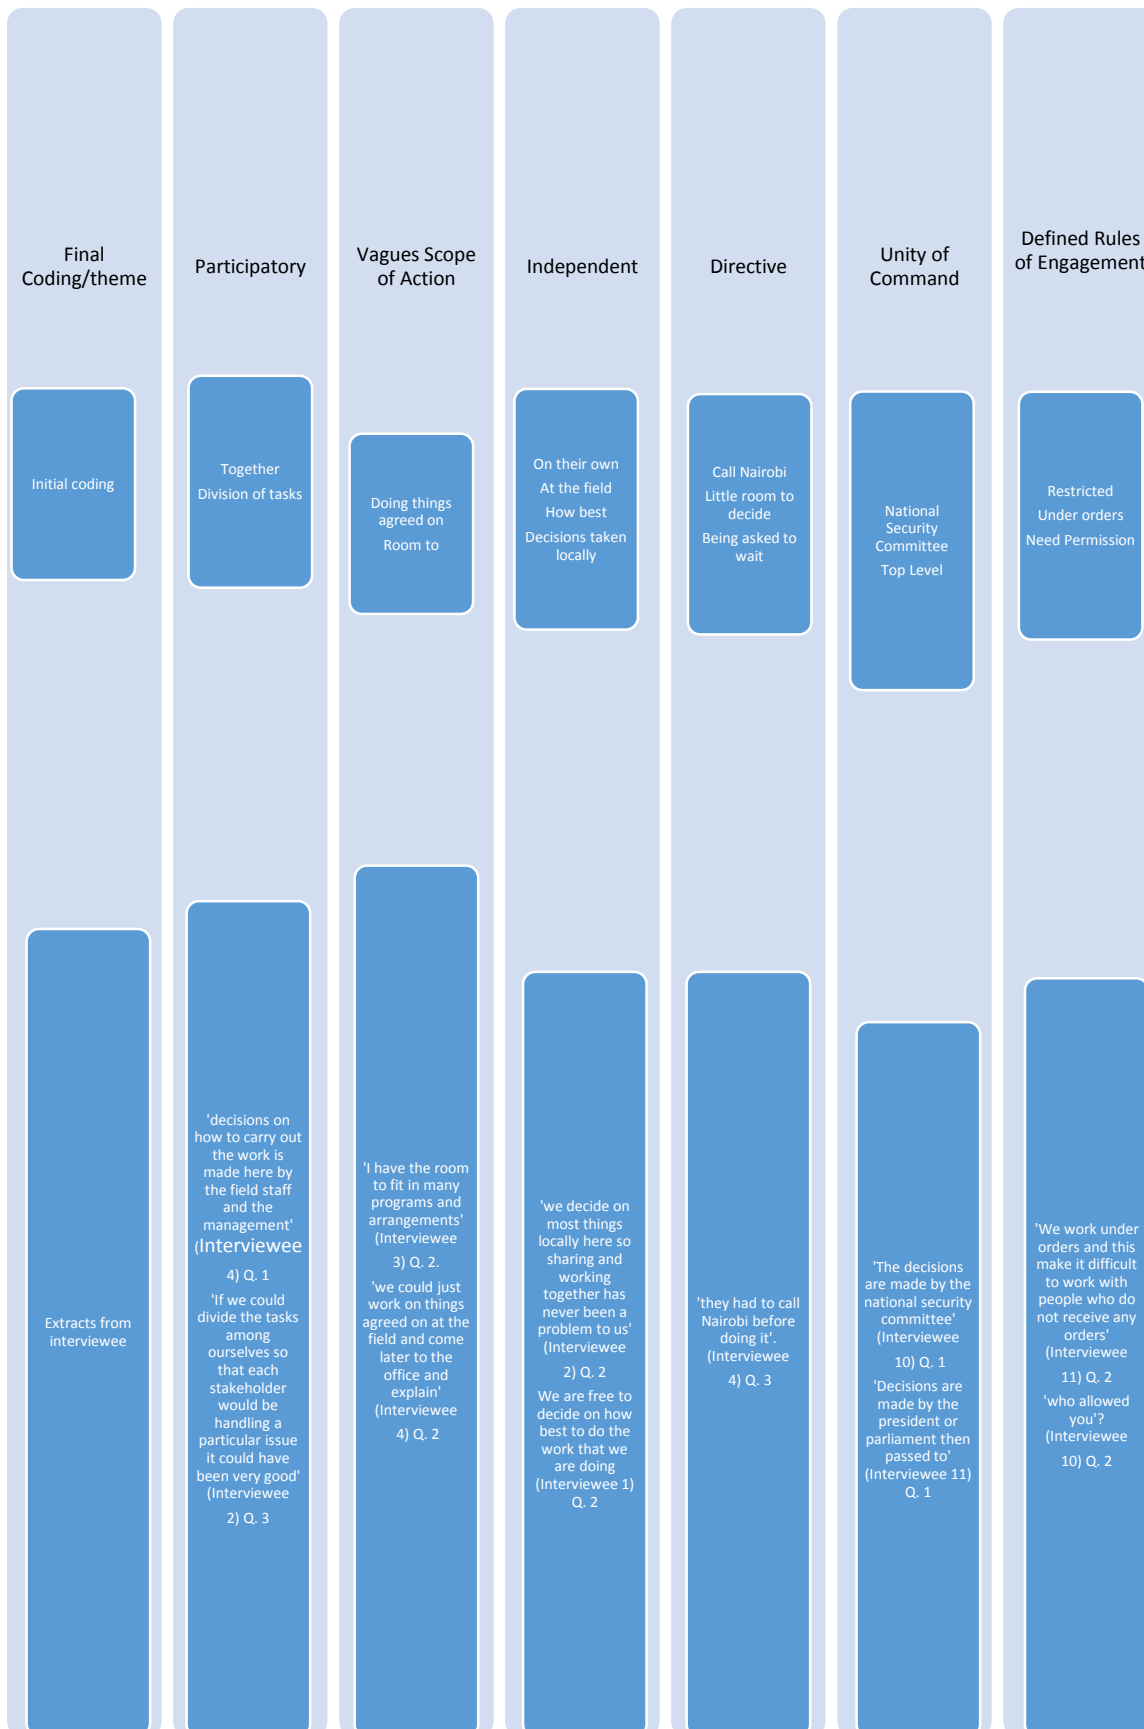 Final
Coding/theme
Initial coding
Extracts from
interviewee
Participatory
Together
Division of tasks
'decisions on
how to carry out
the work is
made here by
the field staff
and the
management'
(Interviewee
4) Q. 1
'If we could
divide the tasks
among
ourselves so
that each
stakeholder
would be
handling a
particular issue
it could have
been very good'
(Interviewee
2) Q. 3
Vagues Scope
of Action
Doing things
agreed on
Room to
'I have the room
to fit in many
programs and
arrangements'
(Interviewee
3) Q. 2.
'we could just
work on things
agreed on at the
field and come
later to the
office and
explain'
(Interviewee
4) Q. 2
Independent
On their own
At the field
How best
Decisions taken
locally
'we decide on
most things
locally here so
sharing and
working
together has
never been a
problem to us'
(Interviewee
2) Q. 2
We are free to
decide on how
best to do the
work that we
are doing
(Interviewee 1)
Q. 2
Directive
Call Nairobi
Little room to
decide
Being asked to
wait
'they had to call
Nairobi before
doing it'.
(Interviewee
4) Q. 3
Unity of
Command
National
Security
Committee
Top Level
'The decisions
are made by the
national security
committee'
(Interviewee
10) Q. 1
'Decisions are
made by the
president or
parliament then
passed to'
(Interviewee 11)
Q. 1
Defined Rules
of Engagement
Restricted
Under orders
Need Permission
'We work under
orders and this
make it difficult
to work with
people who do
not receive any
orders'
(Interviewee
11) Q. 2
'who allowed
you'?
(Interviewee
10) Q. 2